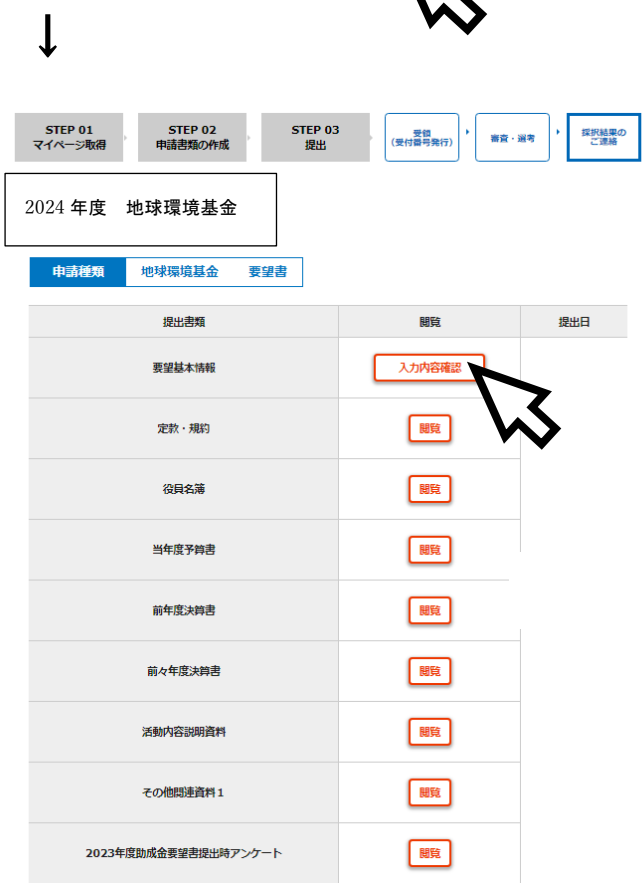 ↓
STEP 01
マイページ取得
STEP 02
申請書類の作成
STEP 03
提出
受領
(受付番号発行)
審査・選考
採択結果の
ご連絡
2024 年度　地球環境基金
申請種類　地球環境基金　要望書
提出書類　閲覧　提出日
要望基本情報　入力内容確認
定款・規約　閲覧
役員名簿　閲覧
当年度予算書　閲覧
前年度決算書　閲覧
前々年度決算書　閲覧
活動内容説明資料　閲覧
その他関連資料１　閲覧
2023年度助成金要望書提出時アンケート　閲覧